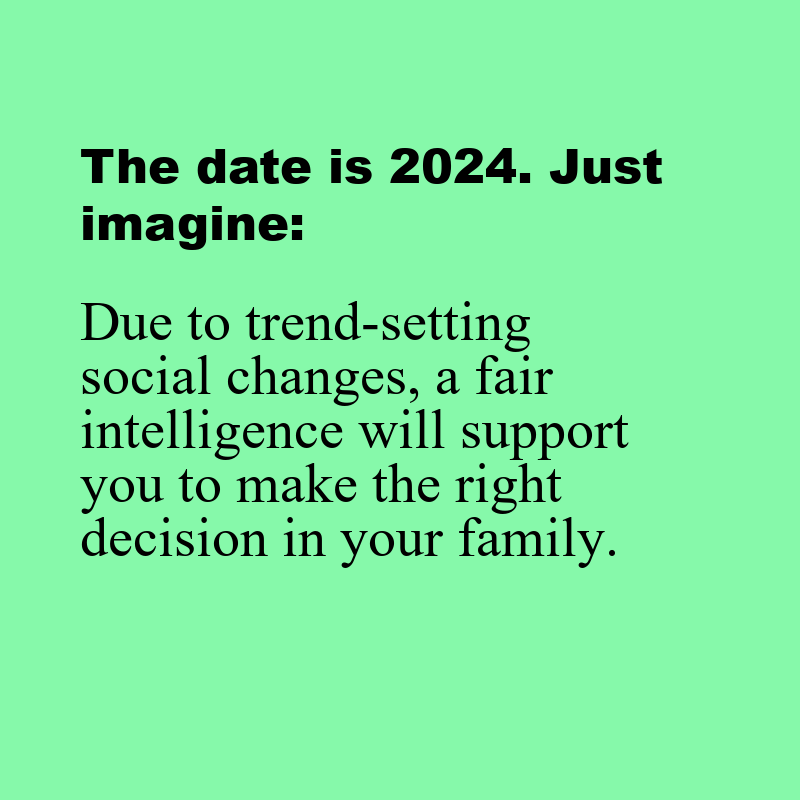 The date is 2024. Just
imagine:
Due to trend-setting
social changes, a fair
intelligence will support
you to make the right
decision in your family.